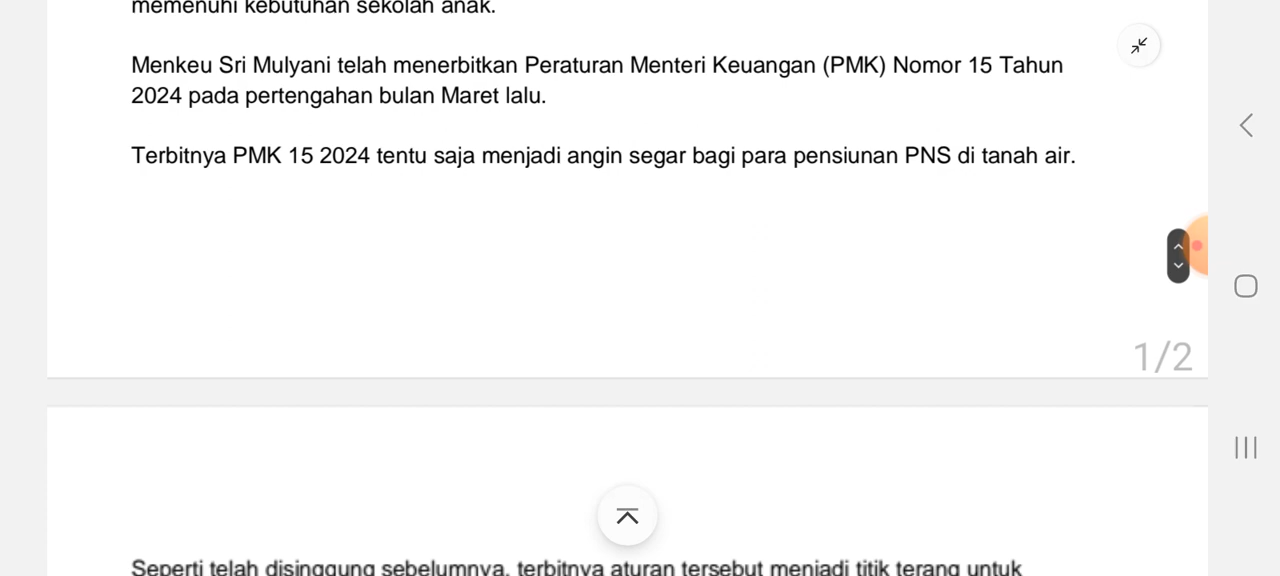 memenuhi kebutuhan sekolah anak.
Menkeu Sri Mulyani telah menerbitkan Peraturan Menteri Keuangan (PMK) Nomor 15 Tahun
2024 pada pertengahan bulan Maret lalu.
Terbitnya PMK 15 2024 tentu saja menjadi angin segar bagi para pensiunan PNS di tanah air.
1/2
Seperti telah disinggung sebelumnya, terbitnya aturan tersebut menjadi titik terang untuk